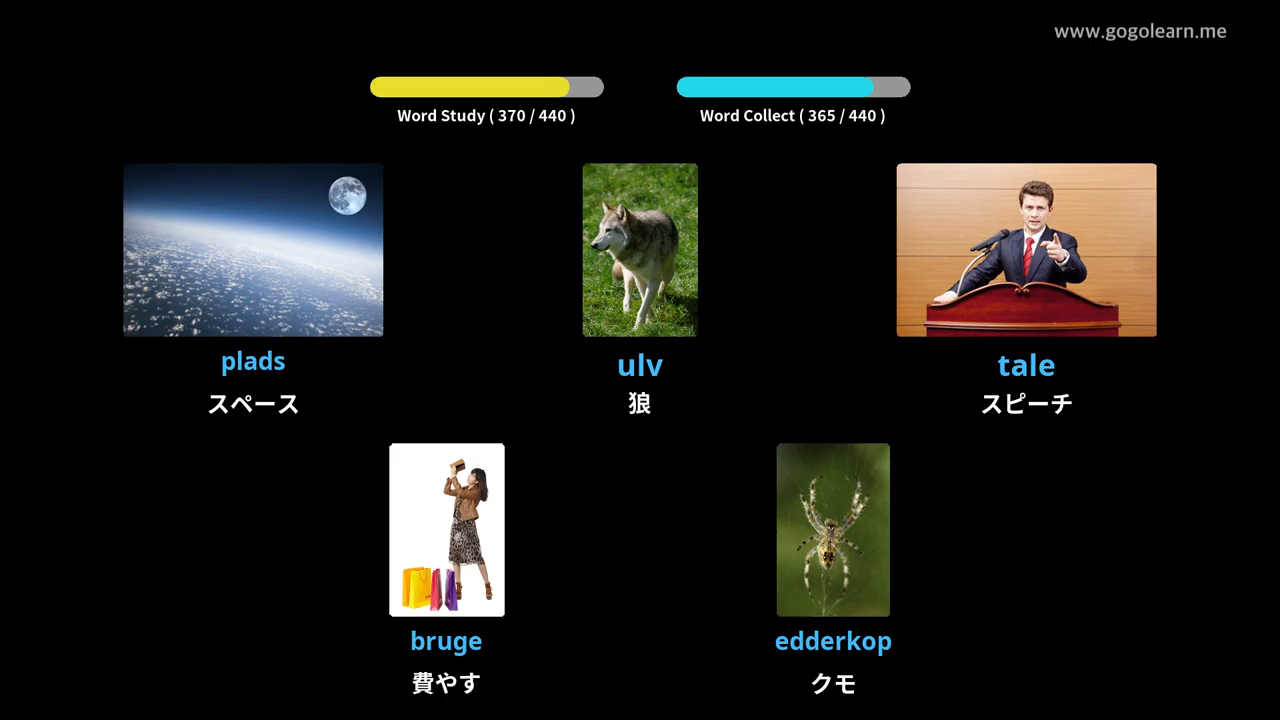 www.gogolearn.me
Word Study ( 370 / 440 )
Word Collect ( 365 / 440 )
plads
ulv
tale
スペース
狼
スピーチ
bruge
edderkop
費やす
クモ